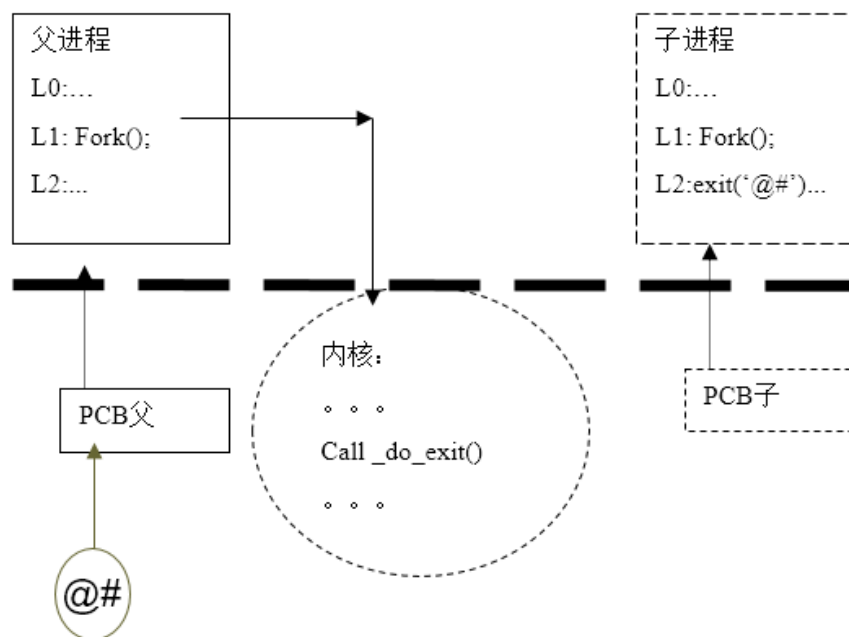 父进程
L0:...
L1: Fork();
L2:...
子进程
L0:...
L1: Fork();
L2:exit(‘@#’)...
内核：
。。。
Call _do_exit()
。。。
PCB父
PCB子
@#